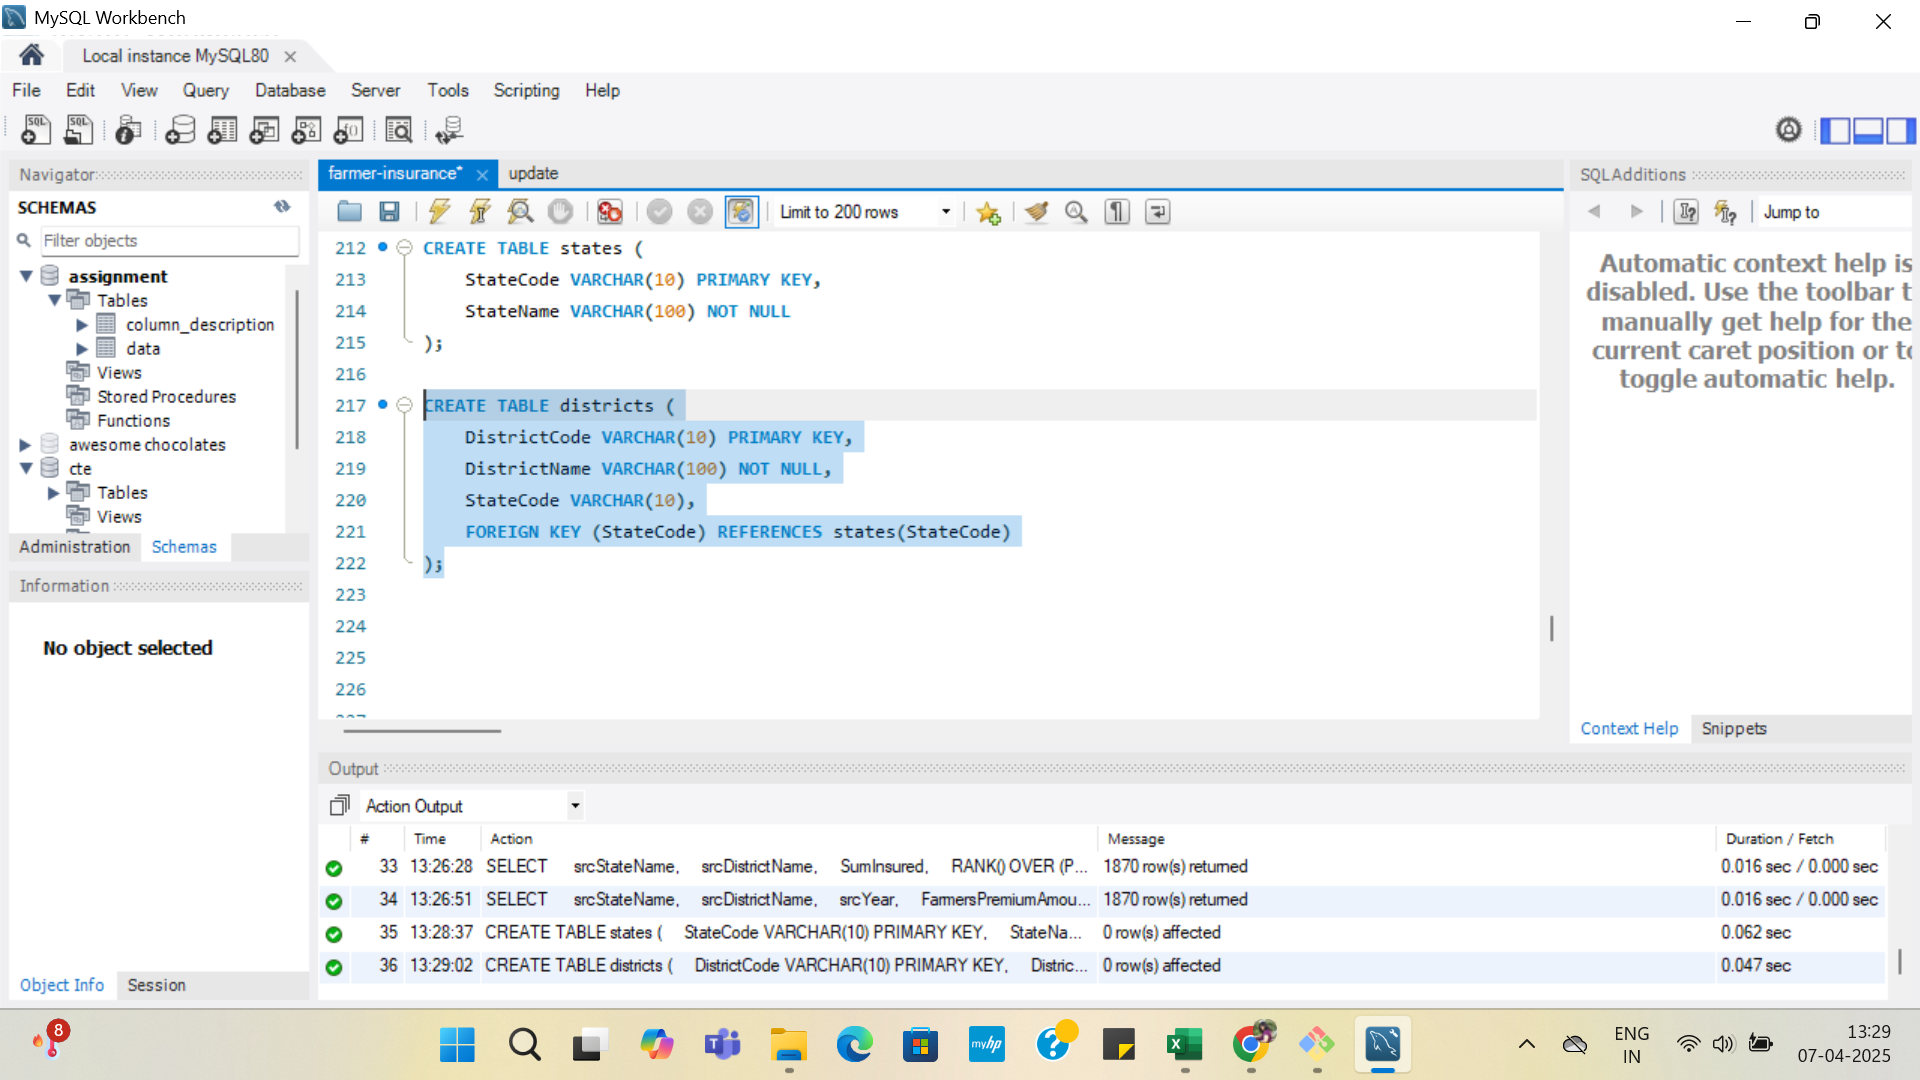 MySQL Workbench
Local instance MySQL80
File Edit View Query Database Server Tools Scripting Help
Navigator
SCHEMAS
Filter objects
assignment
Tables
column_description
data
Views
Stored Procedures
Functions
awesome chocolates
cte
Tables
Views
Administration Schemas
Information
No object selected
Object Info Session
farmer-insurance* update
Limit to 200 rows
212 CREATE TABLE states (
213 StateCode VARCHAR(10) PRIMARY KEY,
214 StateName VARCHAR(100) NOT NULL
215 );
216
217 CREATE TABLE districts (
218 DistrictCode VARCHAR(10) PRIMARY KEY,
219 DistrictName VARCHAR(100) NOT NULL,
220 StateCode VARCHAR(10),
221 FOREIGN KEY (StateCode) REFERENCES states(StateCode)
222 );
223
224
225
226
SQLAdditions
Jump to
Automatic context help is
disabled. Use the toolbar t
manually get help for the
current caret position or to
toggle automatic help.
Context Help Snippets
Output
Action Output
# Time Action Message Duration / Fetch
33 13:26:28 SELECT srcStateName, srcDistrictName, SumInsured, RANK() OVER (P... 1870 row(s) returned 0.016 sec / 0.000 sec
34 13:26:51 SELECT srcStateName, srcDistrictName, srcYear, FarmersPremiumAmou... 1870 row(s) returned 0.016 sec / 0.000 sec
35 13:28:37 CREATE TABLE states ( StateCode VARCHAR(10) PRIMARY KEY, StateNa... 0 row(s) affected 0.062 sec
36 13:29:02 CREATE TABLE districts ( DistrictCode VARCHAR(10) PRIMARY KEY, Distric... 0 row(s) affected 0.047 sec
8
myhp
ENG
IN
13:29
07-04-2025